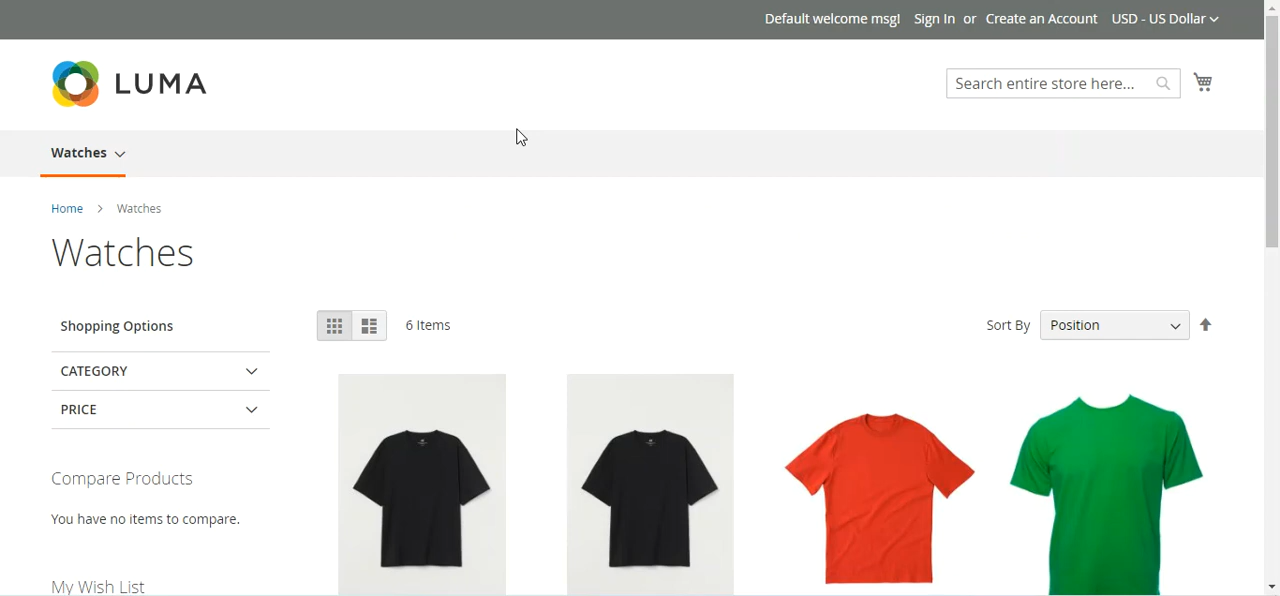 Default welcome msg! Sign In or Create an Account USD - US Dollar
LUMA
Search entire store here...
Watches
Home > Watches
Watches
Shopping Options
6 Items
Sort By Position
CATEGORY
PRICE
Compare Products
You have no items to compare.
My Wish List